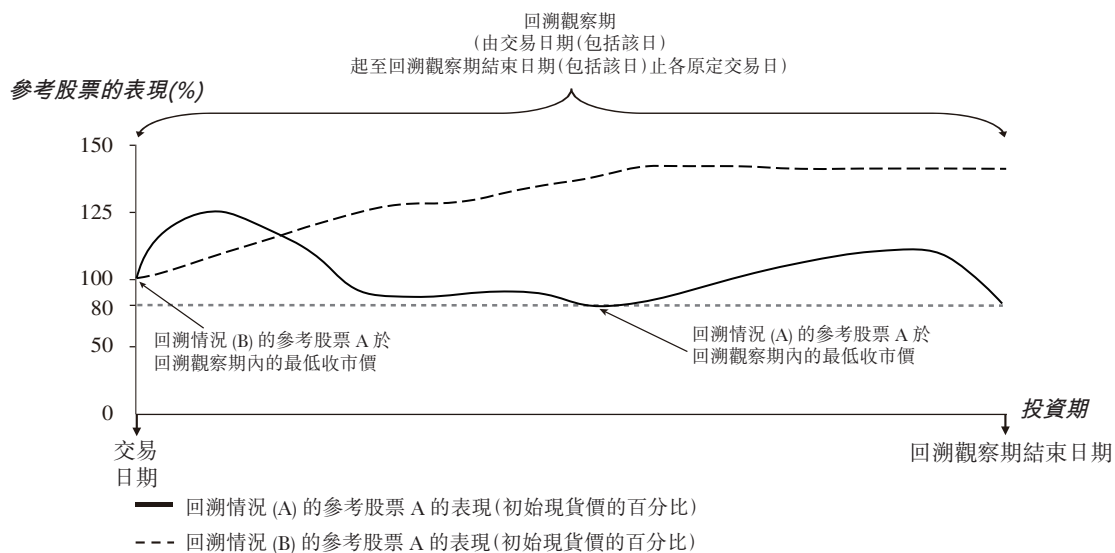 回溯觀察期
(由交易日期(包括該日)
起至回溯觀察期結束日期(包括該日)止各原定交易日)
參考股票的表現(%)
150
125
100
80
回溯情況 (B) 的參考股票 A 於
回溯觀察期內的最低收市價
回溯情況 (A) 的參考股票 A 於
回溯觀察期內的最低收市價
50
0
投資期
交易
日期
回溯觀察期結束日期
回溯情況 (A) 的參考股票 A 的表現(初始現貨價的百分比)
回溯情況 (B) 的參考股票 A 的表現(初始現貨價的百分比)